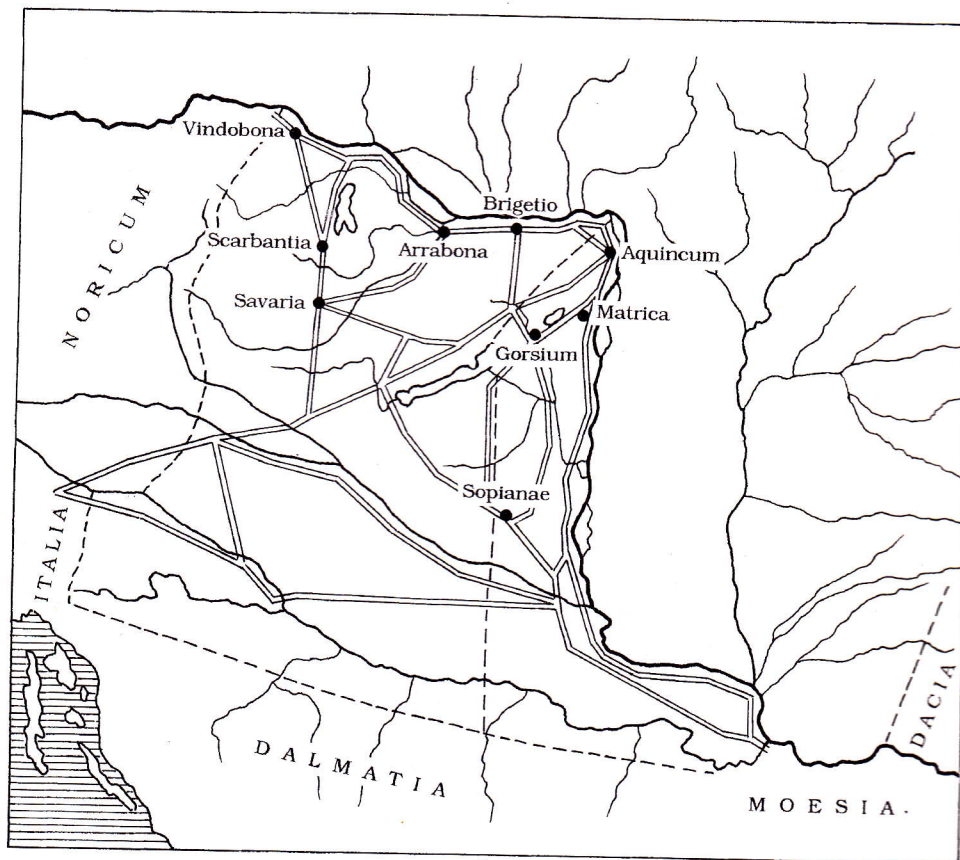 Vindobona
NORICUM
Brigetio
Scarbantia
Arrabona
Aquincum
Savaria
Matrica
Gorsium
Sopianae
ITALIA
DACIA
DALMATIA
MOESIA.